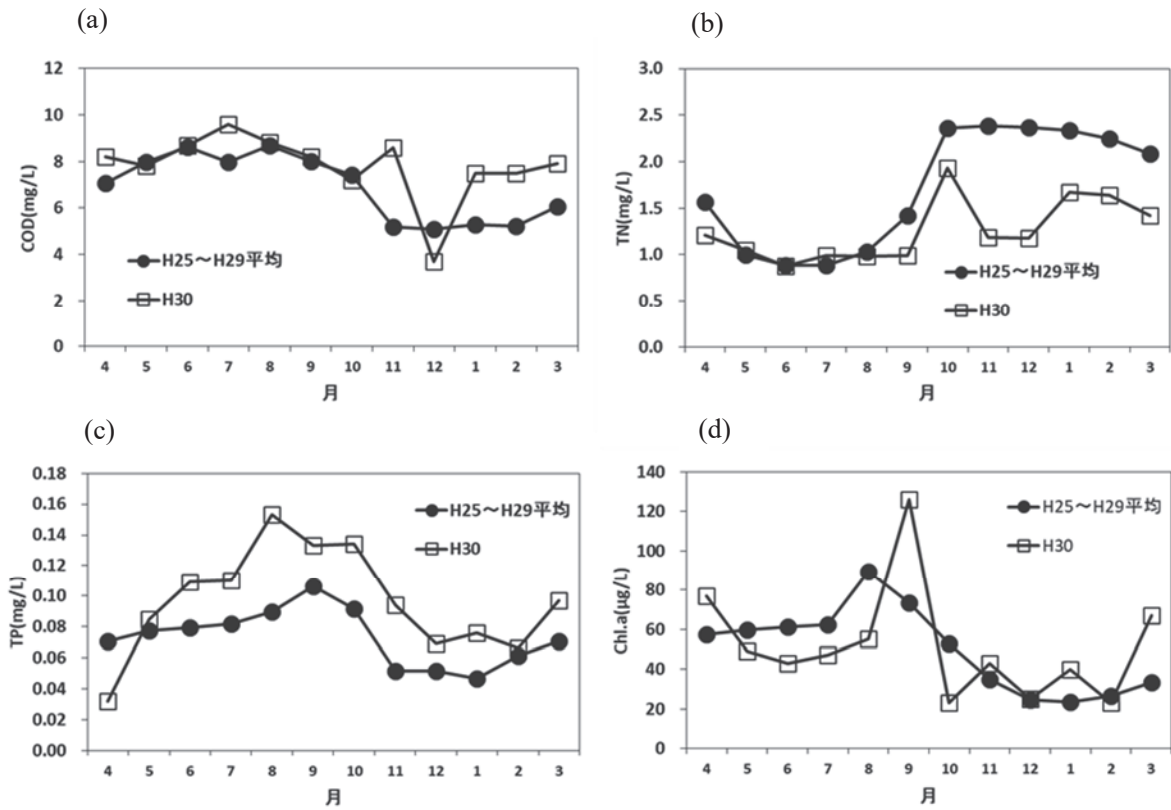 (a)
COD(mg/L)
12
10
8
6
4
2
0
H25～H29平均
H30
4 5 6 7 8 9 10 11 12 1 2 3
月
(b)
TN(mg/L)
3.0
2.5
2.0
1.5
1.0
0.5
0.0
H25～H29平均
H30
4 5 6 7 8 9 10 11 12 1 2 3
月
(c)
TP(mg/L)
0.18
0.16
0.14
0.12
0.10
0.08
0.06
0.04
0.02
0.00
H25～H29平均
H30
4 5 6 7 8 9 10 11 12 1 2 3
月
(d)
Chl.a(μg/L)
140
120
100
80
60
40
20
0
H25～H29平均
H30
4 5 6 7 8 9 10 11 12 1 2 3
月